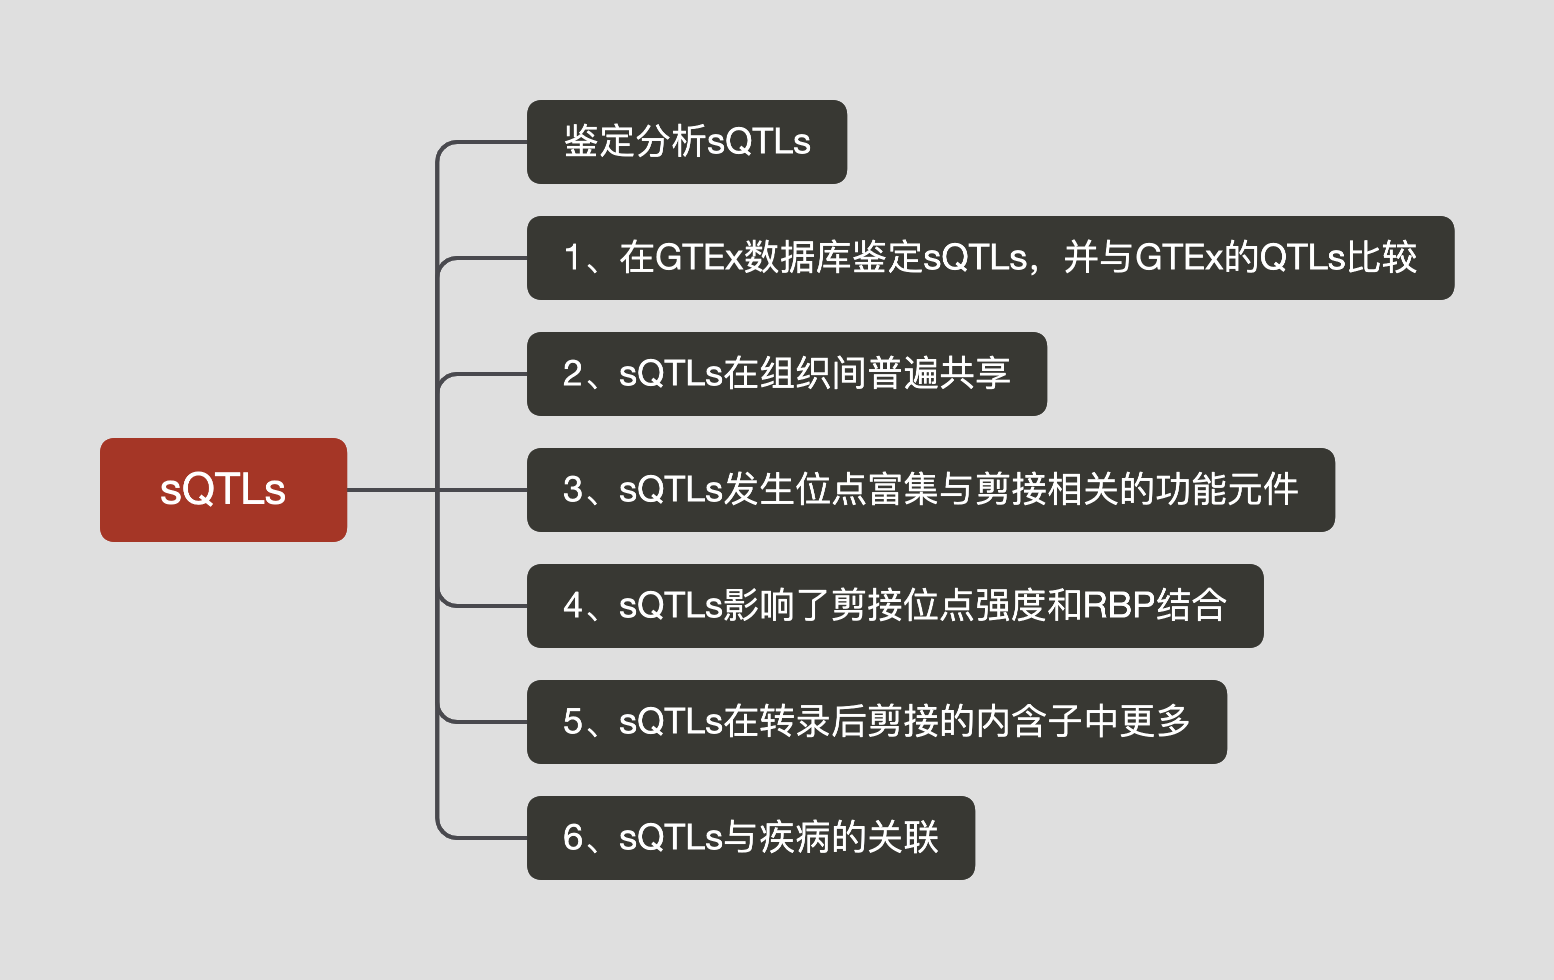 鉴定分析sQTLs
1、在GTEx数据库鉴定sQTLs，并与GTEx的QTLs比较
2、sQTLs在组织间普遍共享
3、sQTLs发生位点富集与剪接相关的功能元件
sQTLs
4、sQTLs影响了剪接位点强度和RBP结合
5、sQTLs在转录后剪接的内含子中更多
6、sQTLs与疾病的关联